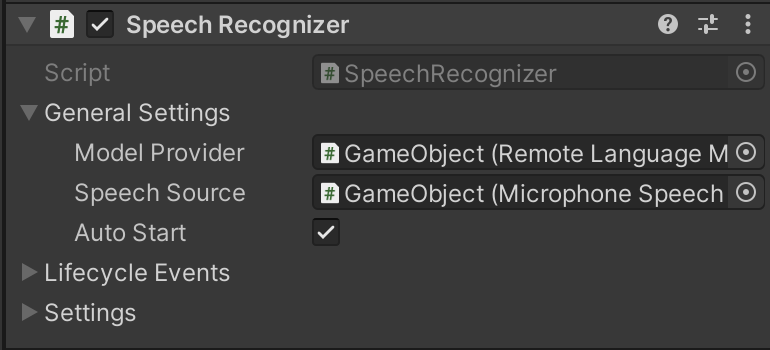 Speech Recognizer
Script # SpeechRecognizer
General Settings
Model Provider # GameObject (Remote Language M
Speech Source # GameObject (Microphone Speech
Auto Start
Lifecycle Events
Settings